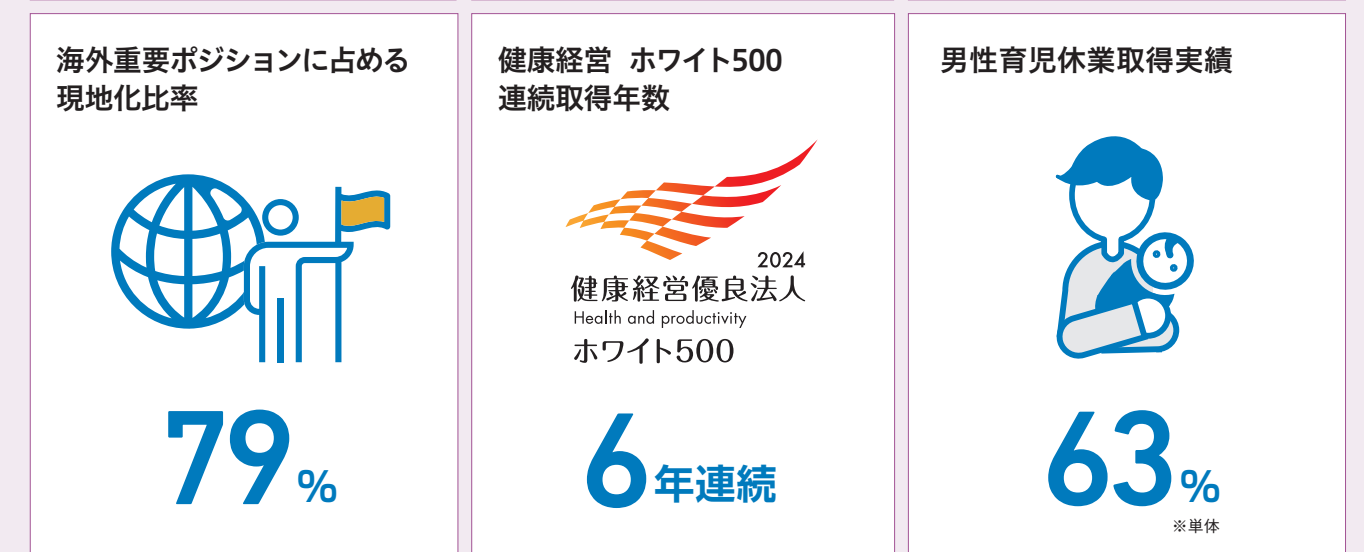 海外重要ポジションに占める
現地化比率
79%
健康経営 ホワイト500
連続取得年数
2024
健康経営優良法人
Health and productivity
ホワイト500
6年連続
男性育児休業取得実績
63%
※単体